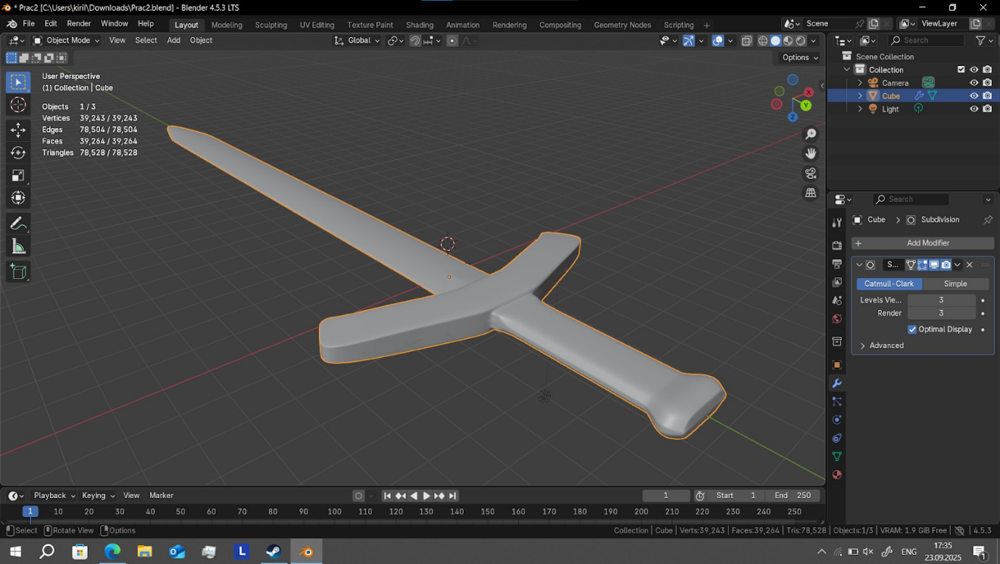 * Prac2 [C:\Users\kiril\Downloads\Prac2.blend] - Blender 4.5.3 LTS
File Edit Render Window Help Layout Modeling Sculpting UV Editing Texture Paint Shading Animation Rendering Compositing Geometry Nodes Scripting + Scene ViewLayer
Object Mode View Select Add Object Global Search
Options
User Perspective
(1) Collection | Cube
Objects 1 / 3
Vertices 39,243 / 39,243
Edges 78,504 / 78,504
Faces 39,264 / 39,264
Triangles 78,528 / 78,528
X
Y
Z
Scene Collection
Collection
Camera
Cube
Light
Search
Cube > Subdivision
+ Add Modifier
S...
Catmull-Clark Simple
Levels Vie... 3
Render 3
Optimal Display
Advanced
Playback Keying View Marker 1 Start 1 End 250
1 10 20 30 40 50 60 70 80 90 100 110 120 130 140 150 160 170 180 190 200 210 220 230 240 250
Select Rotate View Options Collection | Cube | Verts:39,243 | Faces:39,264 | Tris:78,528 | Objects:1/3 | VRAM: 1.9 GiB Free | 4.5.3
L ENG 17:35
23.09.2025
1